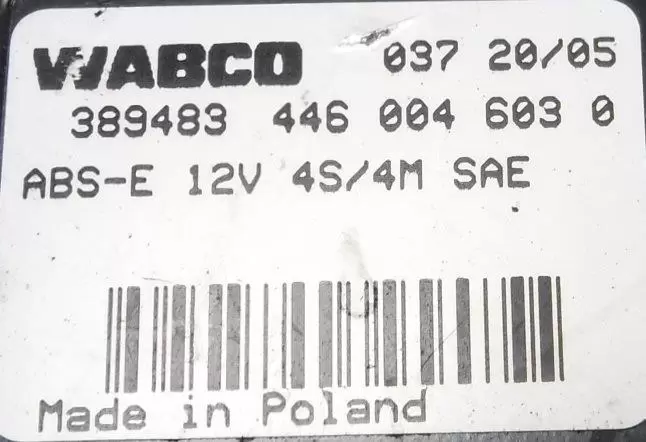 WABCO 037 20/05
389483 446 004 603 0
ABS-E 12V 4S/4M SAE
Made in Poland